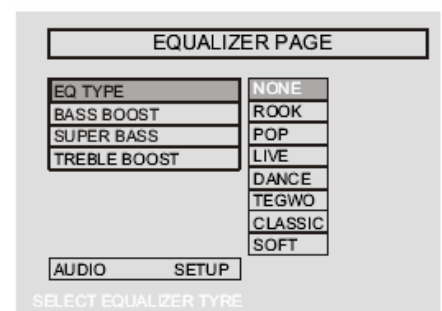 EQUALIZER PAGE
EQ TYPE
BASS BOOST
SUPER BASS
TREBLE BOOST
NONE
ROOK
POP
LIVE
DANCE
TEGWO
CLASSIC
SOFT
AUDIO SETUP
SELECT EQUALIZER TYRE